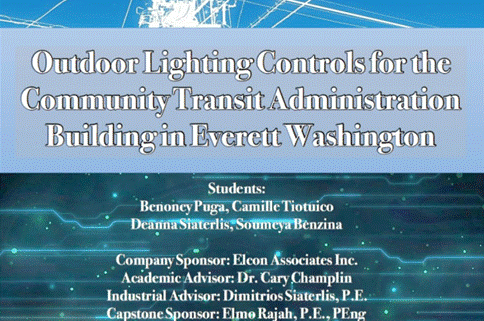 Outdoor Lighting Controls for the
Community Transit Administration
Building in Everett Washington
Students:
Benoney Puga, Camille Tiotuico
Deanna Siaterlis, Soumeya Benzina
Company Sponsor: Elcon Associates Inc.
Academic Advisor: Dr. Cary Champlin
Industrial Advisor: Dimitrios Siaterlis, P.E.
Capstone Sponsor: Elmo Rajah, P.E., PEng